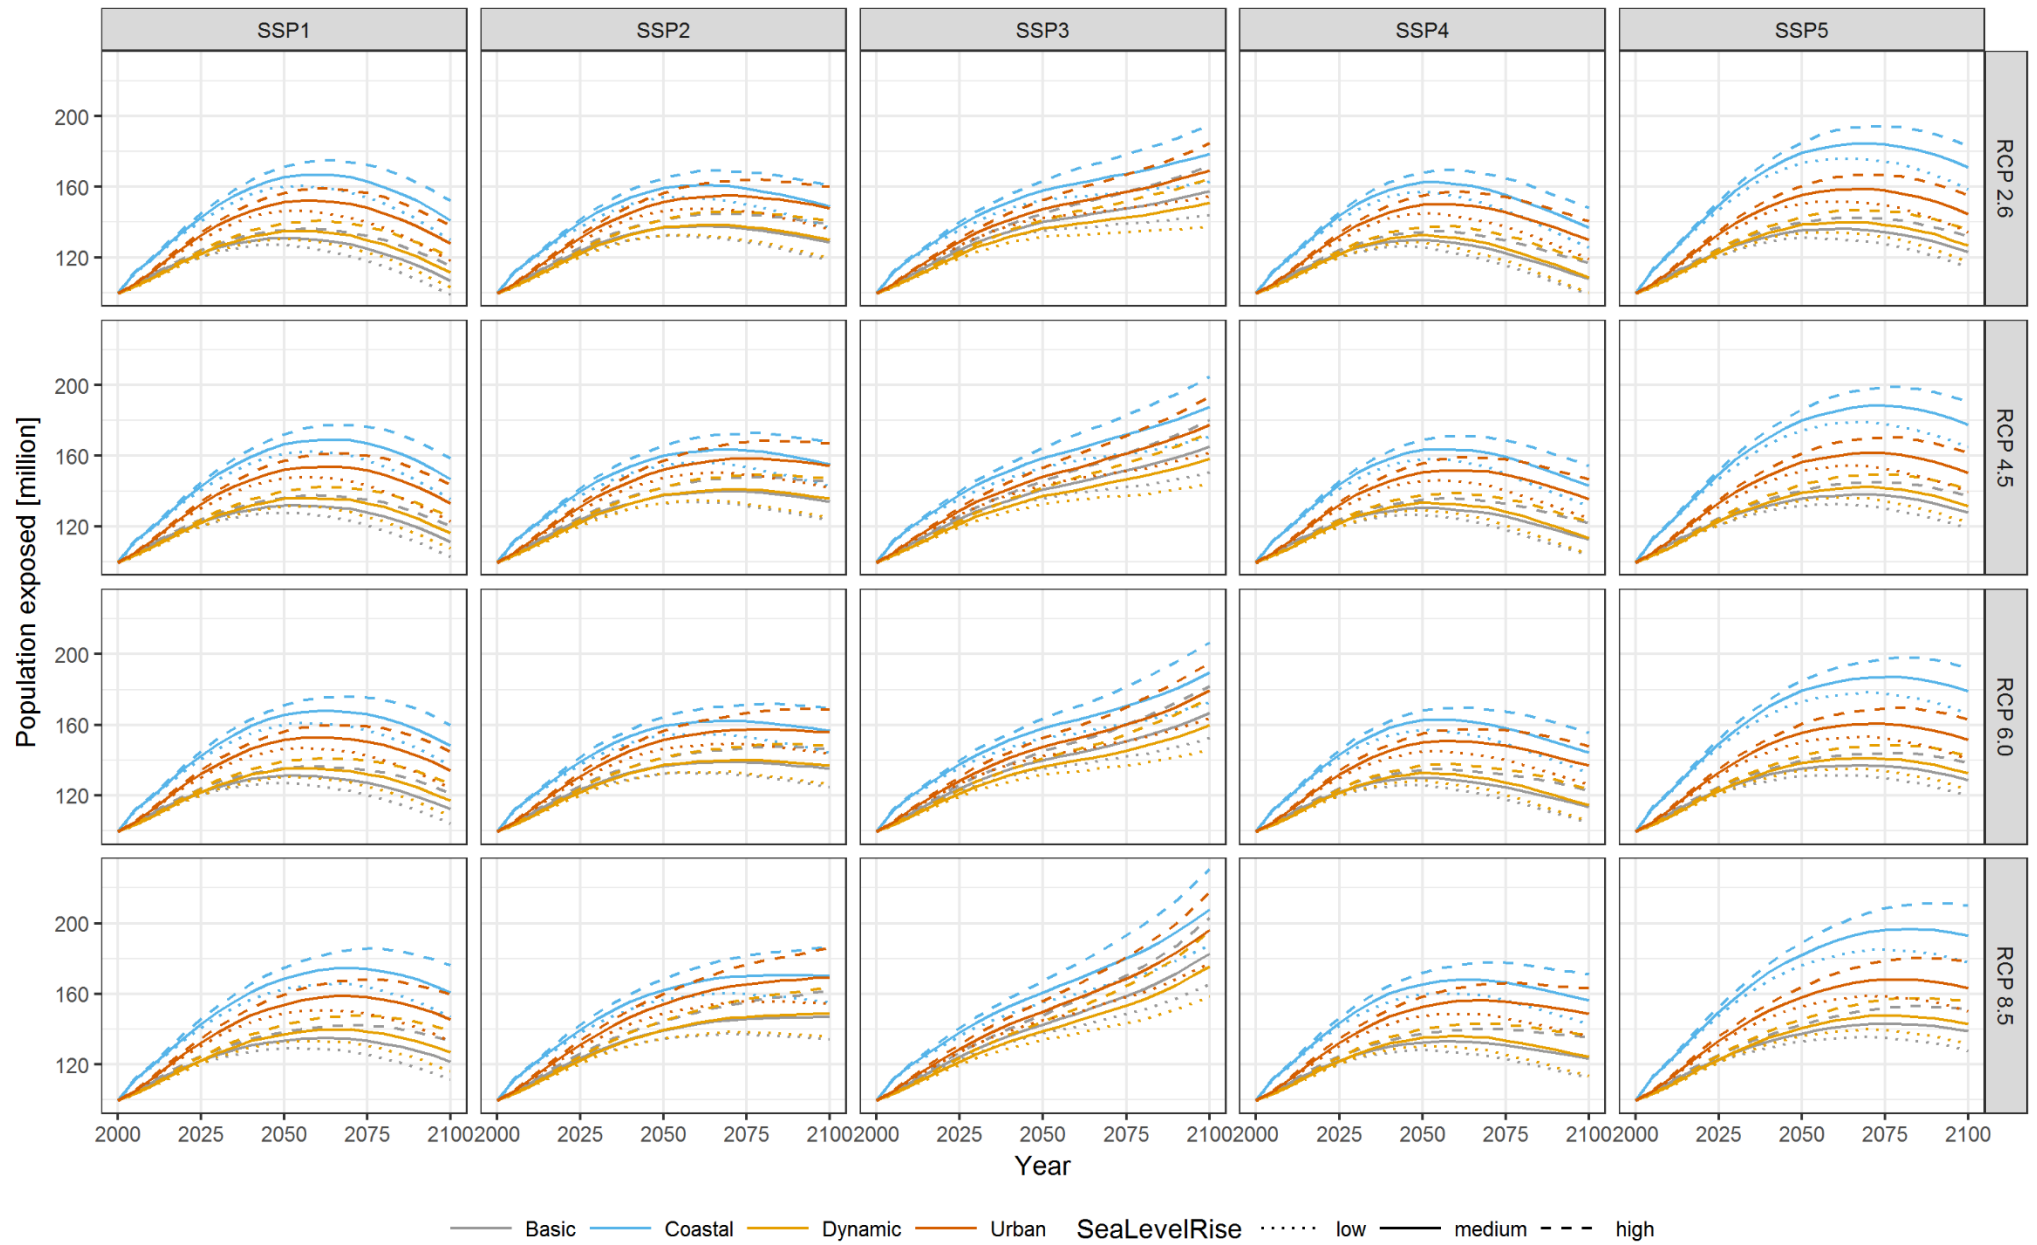 SSP1 SSP2 SSP3 SSP4 SSP5
200
160
120
RCP 2.6
200
160
120
RCP 4.5
200
160
120
RCP 6.0
200
160
120
RCP 8.5
Population exposed [million]
2000 2025 2050 2075 2100 2000 2025 2050 2075 2100 2000 2025 2050 2075 2100 2000 2025 2050 2075 2100 2000 2025 2050 2075 2100
Year
Basic Coastal Dynamic Urban SeaLevelRise low medium high